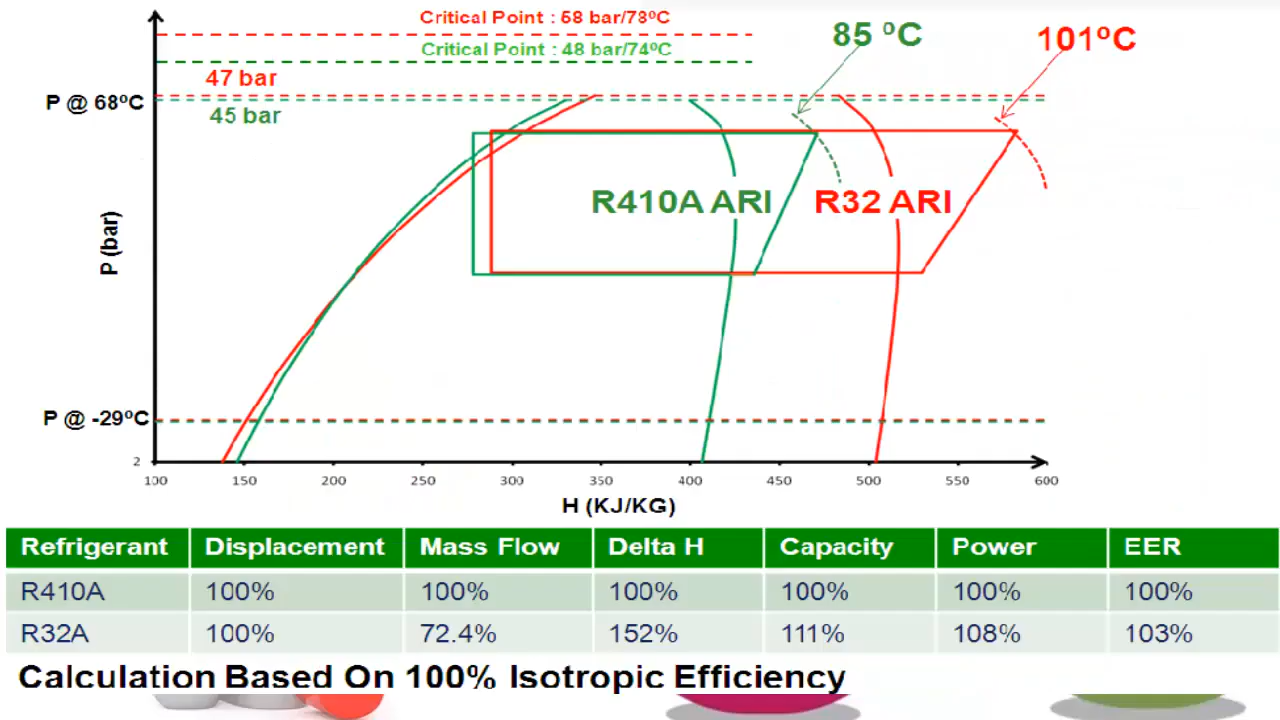 Critical Point : 58 bar/78ºC
Critical Point : 48 bar/74ºC
85 ºC
101ºC
47 bar
P @ 68ºC
45 bar
R410A ARI
R32 ARI
P (bar)
P @ -29ºC
2
100 150 200 250 300 350 400 450 500 550 600
H (KJ/KG)
Refrigerant Displacement Mass Flow Delta H Capacity Power EER
R410A 100% 100% 100% 100% 100% 100%
R32A 100% 72.4% 152% 111% 108% 103%
Calculation Based On 100% Isotropic Efficiency